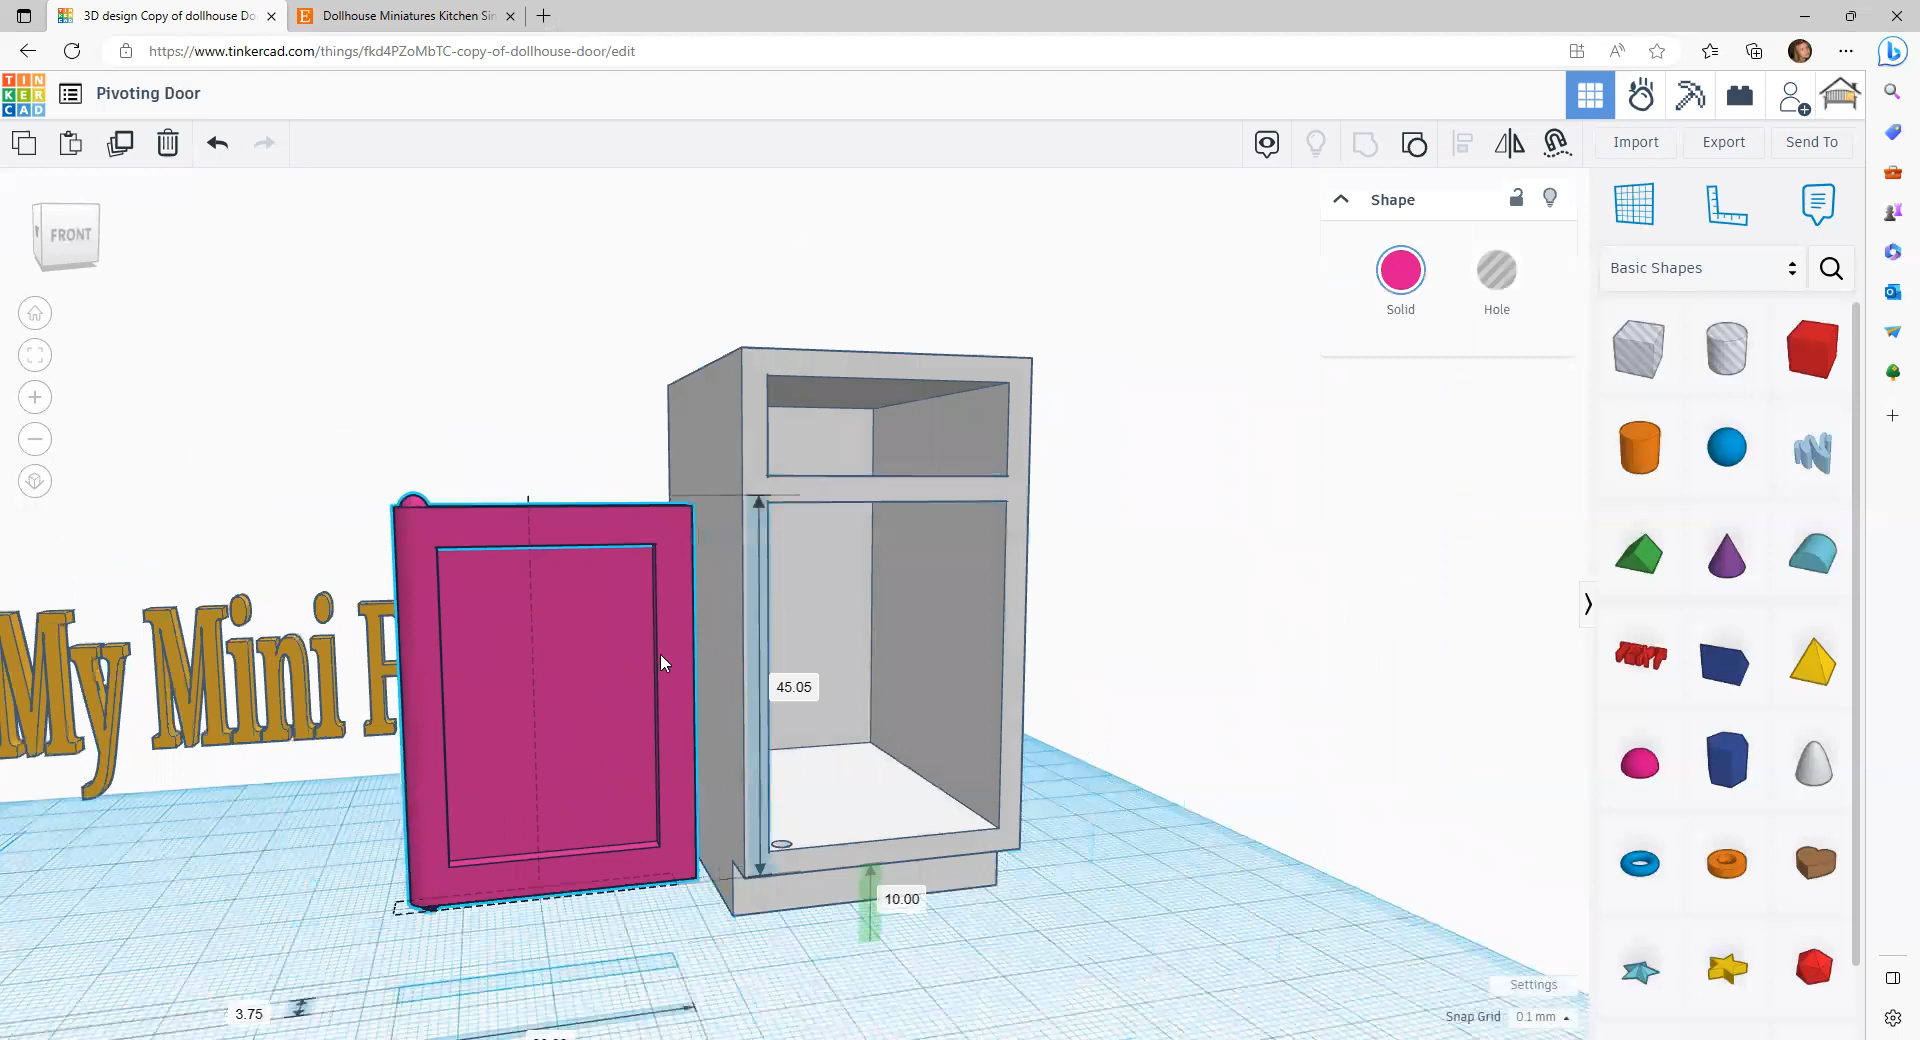 3D design Copy of dollhouse Do
Dollhouse Miniatures Kitchen Sin
https://www.tinkercad.com/things/fkd4PZoMbTC-copy-of-dollhouse-door/edit
TIN
KER
CAD
Pivoting Door
Import
Export
Send To
FRONT
Shape
Solid
Hole
Basic Shapes
TEXT
My Mini
45.05
10.00
3.75
Settings
Snap Grid 0.1 mm